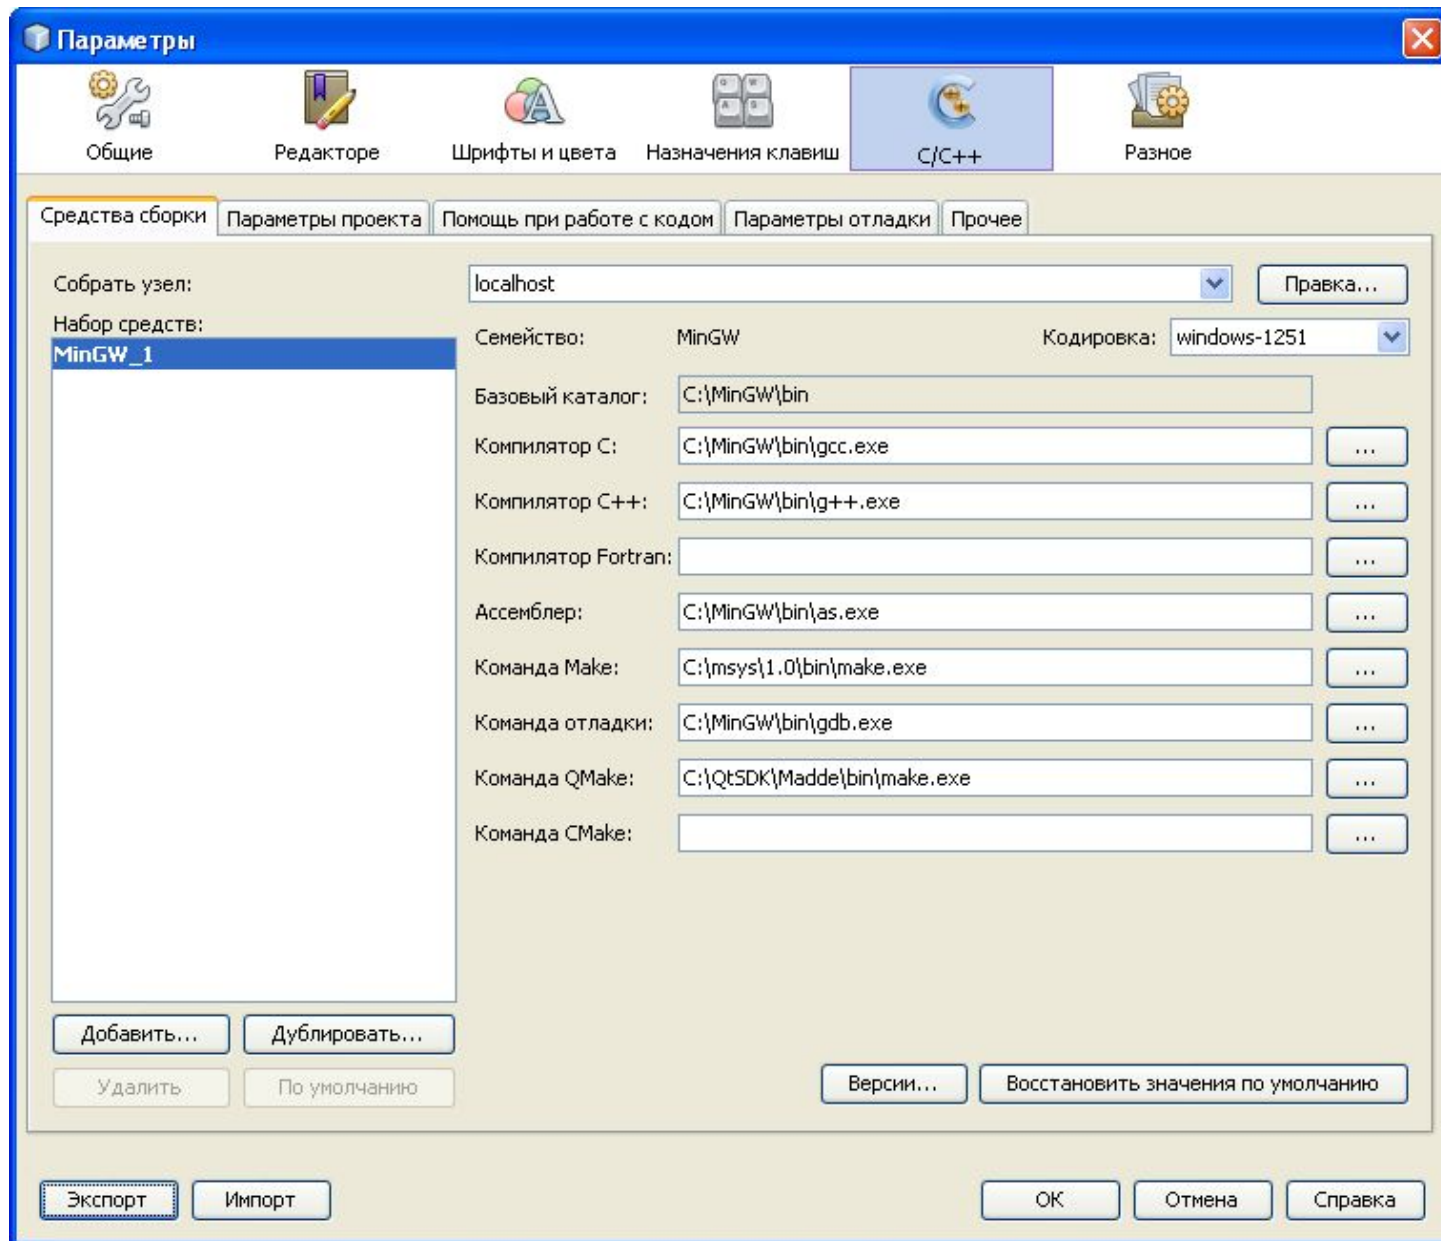 Параметры
Общие
Редакторе
Шрифты и цвета
Назначения клавиш
C/C++
Разное
Средства сборки
Параметры проекта
Помощь при работе с кодом
Параметры отладки
Прочее
Собрать узел:
localhost
Правка...
Набор средств:
MinGW_1
Семейство:
MinGW
Кодировка:
windows-1251
Базовый каталог:
C:\MinGW\bin
Компилятор C:
C:\MinGW\bin\gcc.exe
...
Компилятор C++:
C:\MinGW\bin\g++.exe
...
Компилятор Fortran:
...
Ассемблер:
C:\MinGW\bin\as.exe
...
Команда Make:
C:\msys\1.0\bin\make.exe
...
Команда отладки:
C:\MinGW\bin\gdb.exe
...
Команда QMake:
C:\QtSDK\Madde\bin\make.exe
...
Команда CMake:
...
Добавить...
Дублировать...
Удалить
По умолчанию
Версии...
Восстановить значения по умолчанию
Экспорт
Импорт
ОК
Отмена
Справка